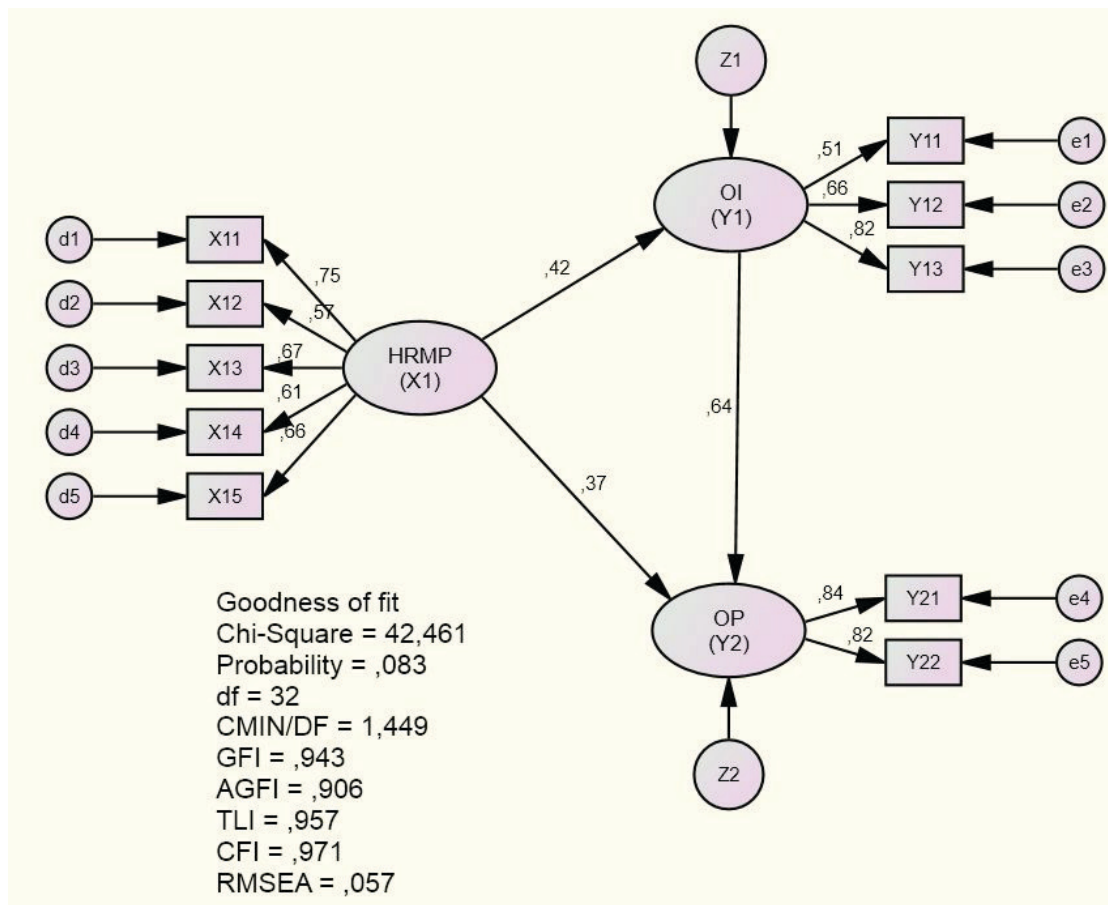 Z1
OI
(Y1)
,51
,66
,82
Y11
Y12
Y13
e1
e2
e3
d1
d2
d3
d4
d5
X11
X12
X13
X14
X15
,75
,57
,67
,61
,66
HRMP
(X1)
,42
,37
,64
OP
(Y2)
,84
,82
Y21
Y22
e4
e5
Z2
Goodness of fit
Chi-Square = 42,461
Probability = ,083
df = 32
CMIN/DF = 1,449
GFI = ,943
AGFI = ,906
TLI = ,957
CFI = ,971
RMSEA = ,057